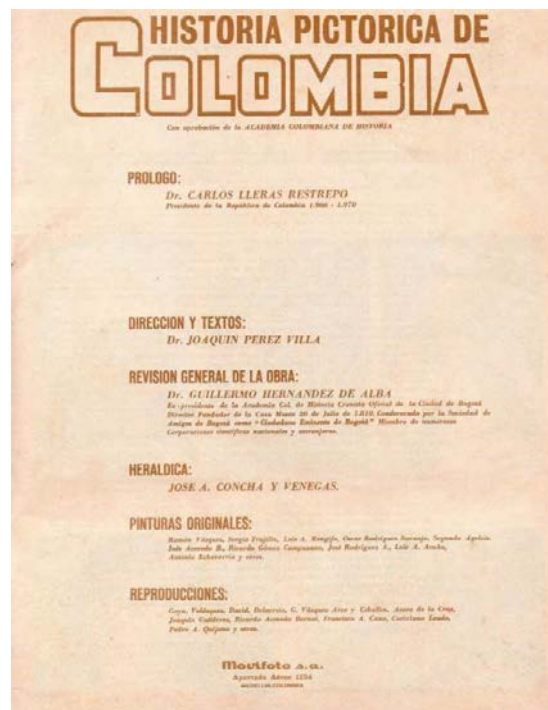 HISTORIA PICTORICA DE
COLOMBIA
Con aprobación de la ACADEMIA COLOMBIANA DE HISTORIA
PROLOGO:
Dr. CARLOS LLERAS RESTREPO
Presidente de la República de Colombia 1.966 - 1.970
DIRECCION Y TEXTOS:
Dr. JOAQUIN PEREZ VILLA
REVISION GENERAL DE LA OBRA:
Dr. GUILLERMO HERNANDEZ DE ALBA
Ex-presidente de la Academia Col. de Historia Cronista Oficial de la Ciudad de Bogotá
Director Fundador de la Casa Museo 20 de Julio de 1.810. Condecorado por la Sociedad de
Amigos de Bogotá como "Ciudadano Eminente de Bogotá" Miembro de numerosas
Corporaciones científicas nacionales y extranjeras.
HERALDICA:
JOSE A. CONCHA Y VENEGAS.
PINTURAS ORIGINALES:
Ramón Vásquez, Sergio Trujillo, Luis A. Rengifo, Oscar Rodríguez Naranjo, Segundo Agelvis
Inés Acevedo B., Ricardo Gómez Campuzano, José Rodríguez A., Luis A. Acuña,
Antonio Echavarría y otros.
REPRODUCCIONES:
Goya, Velásquez, David, Delacroix, G. Vásquez Arce y Ceballos, de la Cruz,
Joaquín Gutiérrez, Ricardo Acevedo Bernal, Francisco A. Cano, Coriolano Leudo,
Pedro A. Quijano y otros.
Movifoto s.a.
Apartado Aéreo 1254
MEDELLIN-COLOMBIA